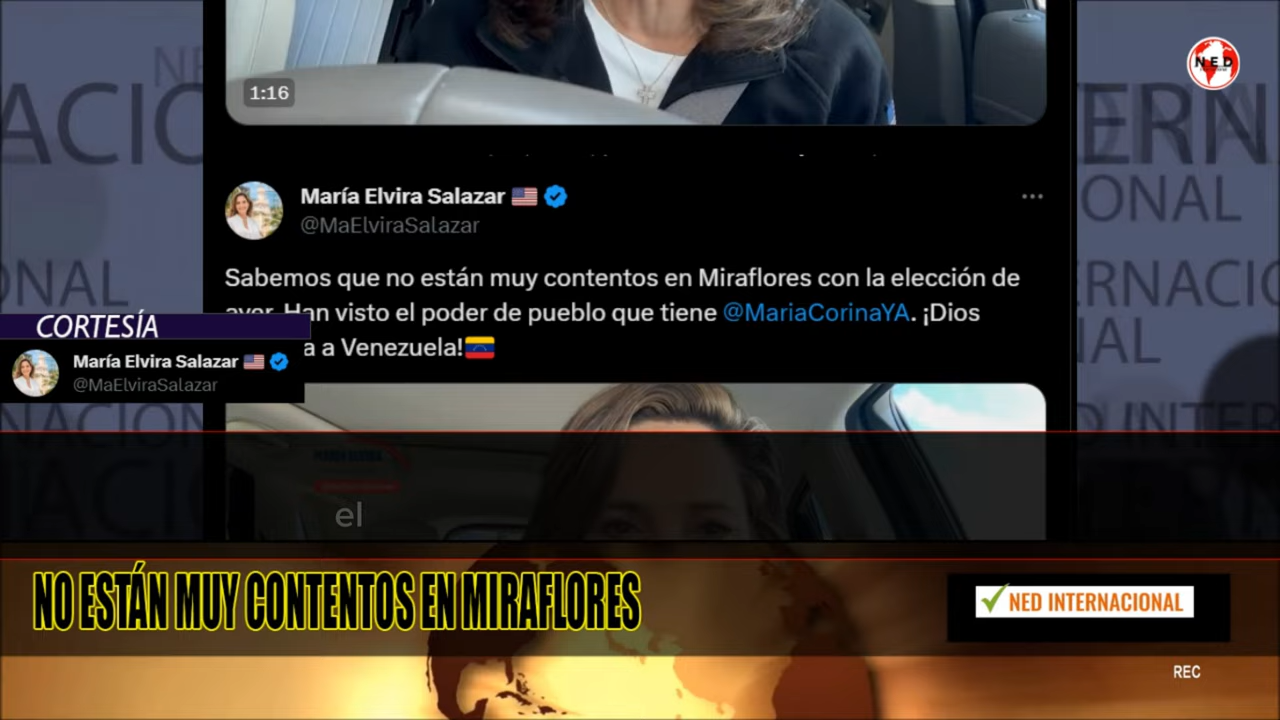 1:16
NED
María Elvira Salazar
@MaElviraSalazar
Sabemos que no están muy contentos en Miraflores con la elección de
ayer. Han visto el poder de pueblo que tiene @MariaCorinaYA. ¡Dios
a a Venezuela!
CORTESÍA
María Elvira Salazar
@MaElviraSalazar
el
NO ESTÁN MUY CONTENTOS EN MIRAFLORES
NED INTERNACIONAL
REC